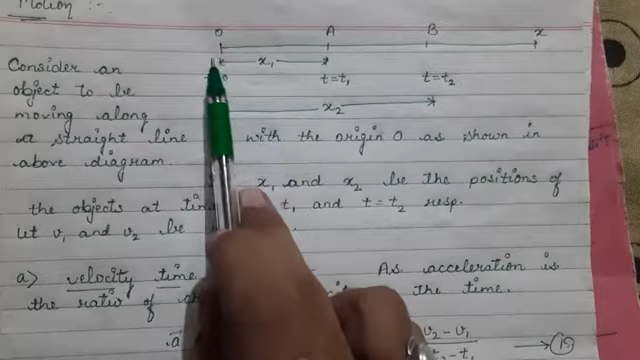 Motion :-
O A B x
x₁
Consider an t=t₁ t=t₂
object to be
moving along x₂
a straight line with the origin O as shown in
above diagram.
x₁ and x₂ be the positions of
the objects at time t₁ and t=t₂ resp.
Let v₁ and v₂ be
a) velocity time As acceleration is
the ratio of the time.
a v₂ - v₁ → (19)
t₂ - t₁